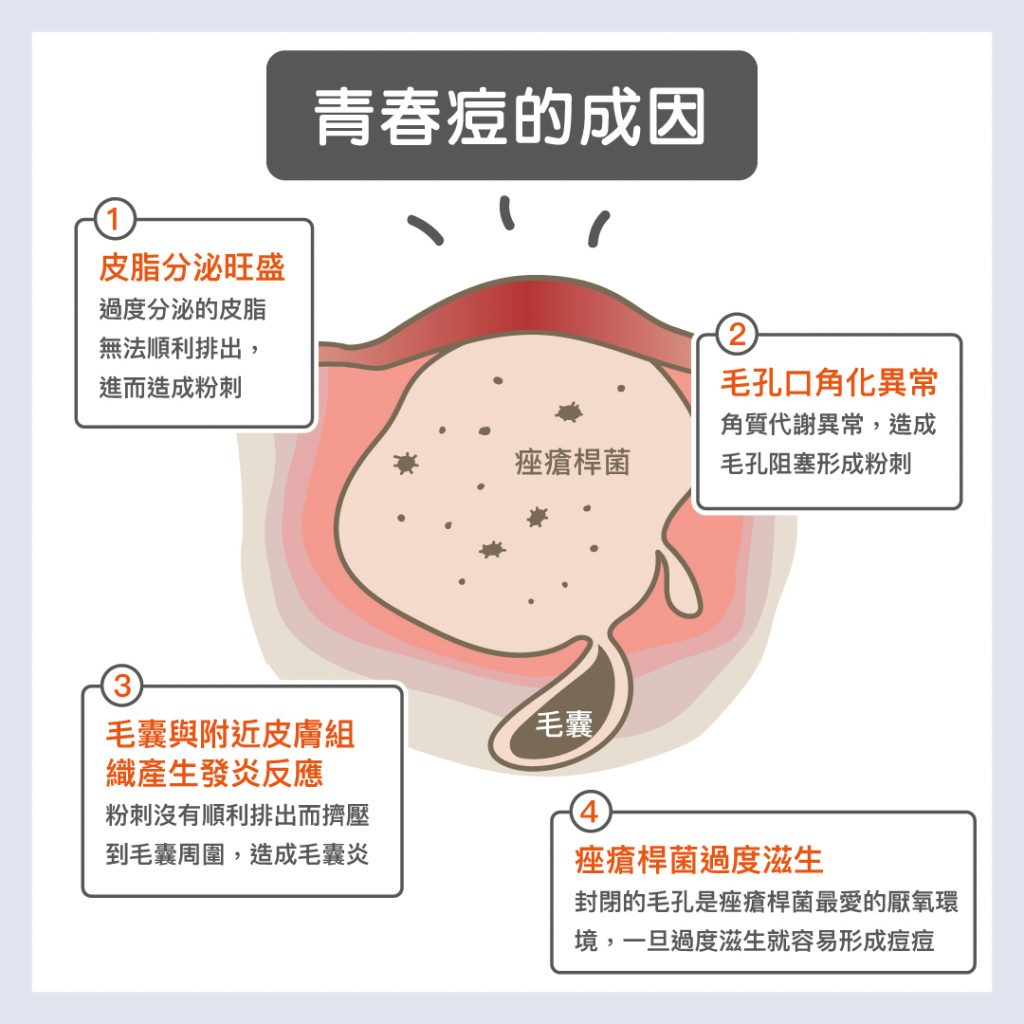 青春痘的成因
1
皮脂分泌旺盛
過度分泌的皮脂
無法順利排出，
進而造成粉刺
2
毛孔口角化異常
角質代謝異常，造成
毛孔阻塞形成粉刺
痤瘡桿菌
毛囊
3
毛囊與附近皮膚組
織產生發炎反應
粉刺沒有順利排出而擠壓
到毛囊周圍，造成毛囊炎
4
痤瘡桿菌過度滋生
封閉的毛孔是痤瘡桿菌最愛的厭氧環
境，一旦過度滋生就容易形成痘痘